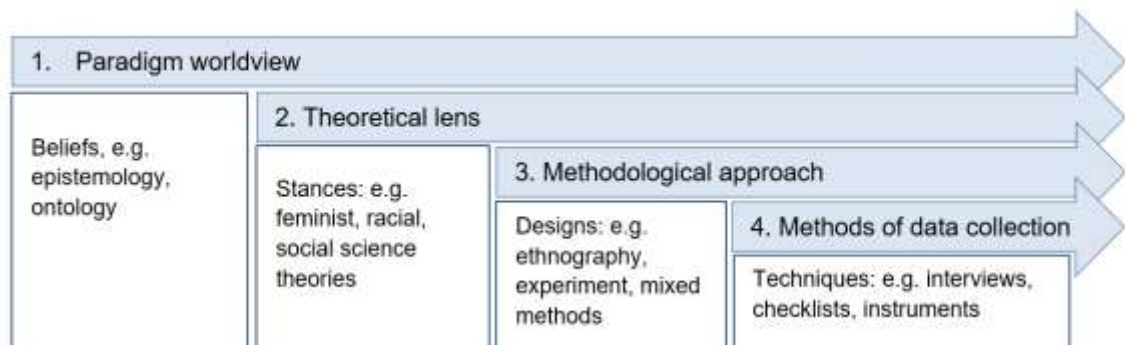 1. Paradigm worldview
Beliefs, e.g.
epistemology,
ontology
2. Theoretical lens
Stances: e.g.
feminist, racial,
social science
theories
3. Methodological approach
Designs: e.g.
ethnography,
experiment, mixed
methods
4. Methods of data collection
Techniques: e.g. interviews,
checklists, instruments